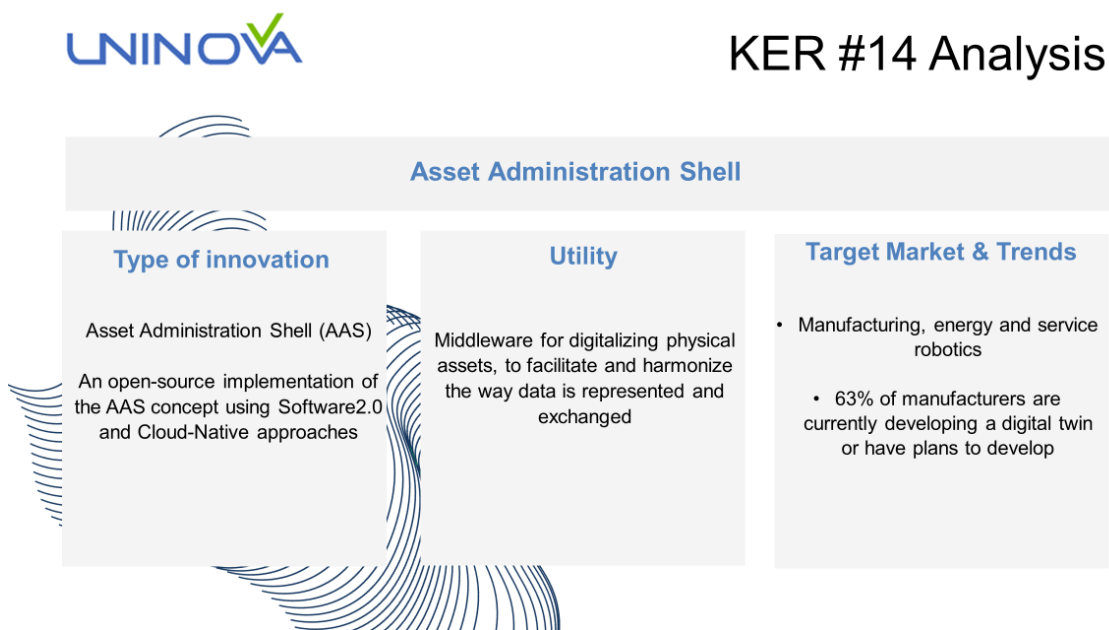 UNINOVA
KER #14 Analysis
Asset Administration Shell
Type of innovation
Asset Administration Shell (AAS)
An open-source implementation of
the AAS concept using Software2.0
and Cloud-Native approaches
Utility
Middleware for digitalizing physical
assets, to facilitate and harmonize
the way data is represented and
exchanged
Target Market & Trends
• Manufacturing, energy and service
robotics
• 63% of manufacturers are
currently developing a digital twin
or have plans to develop